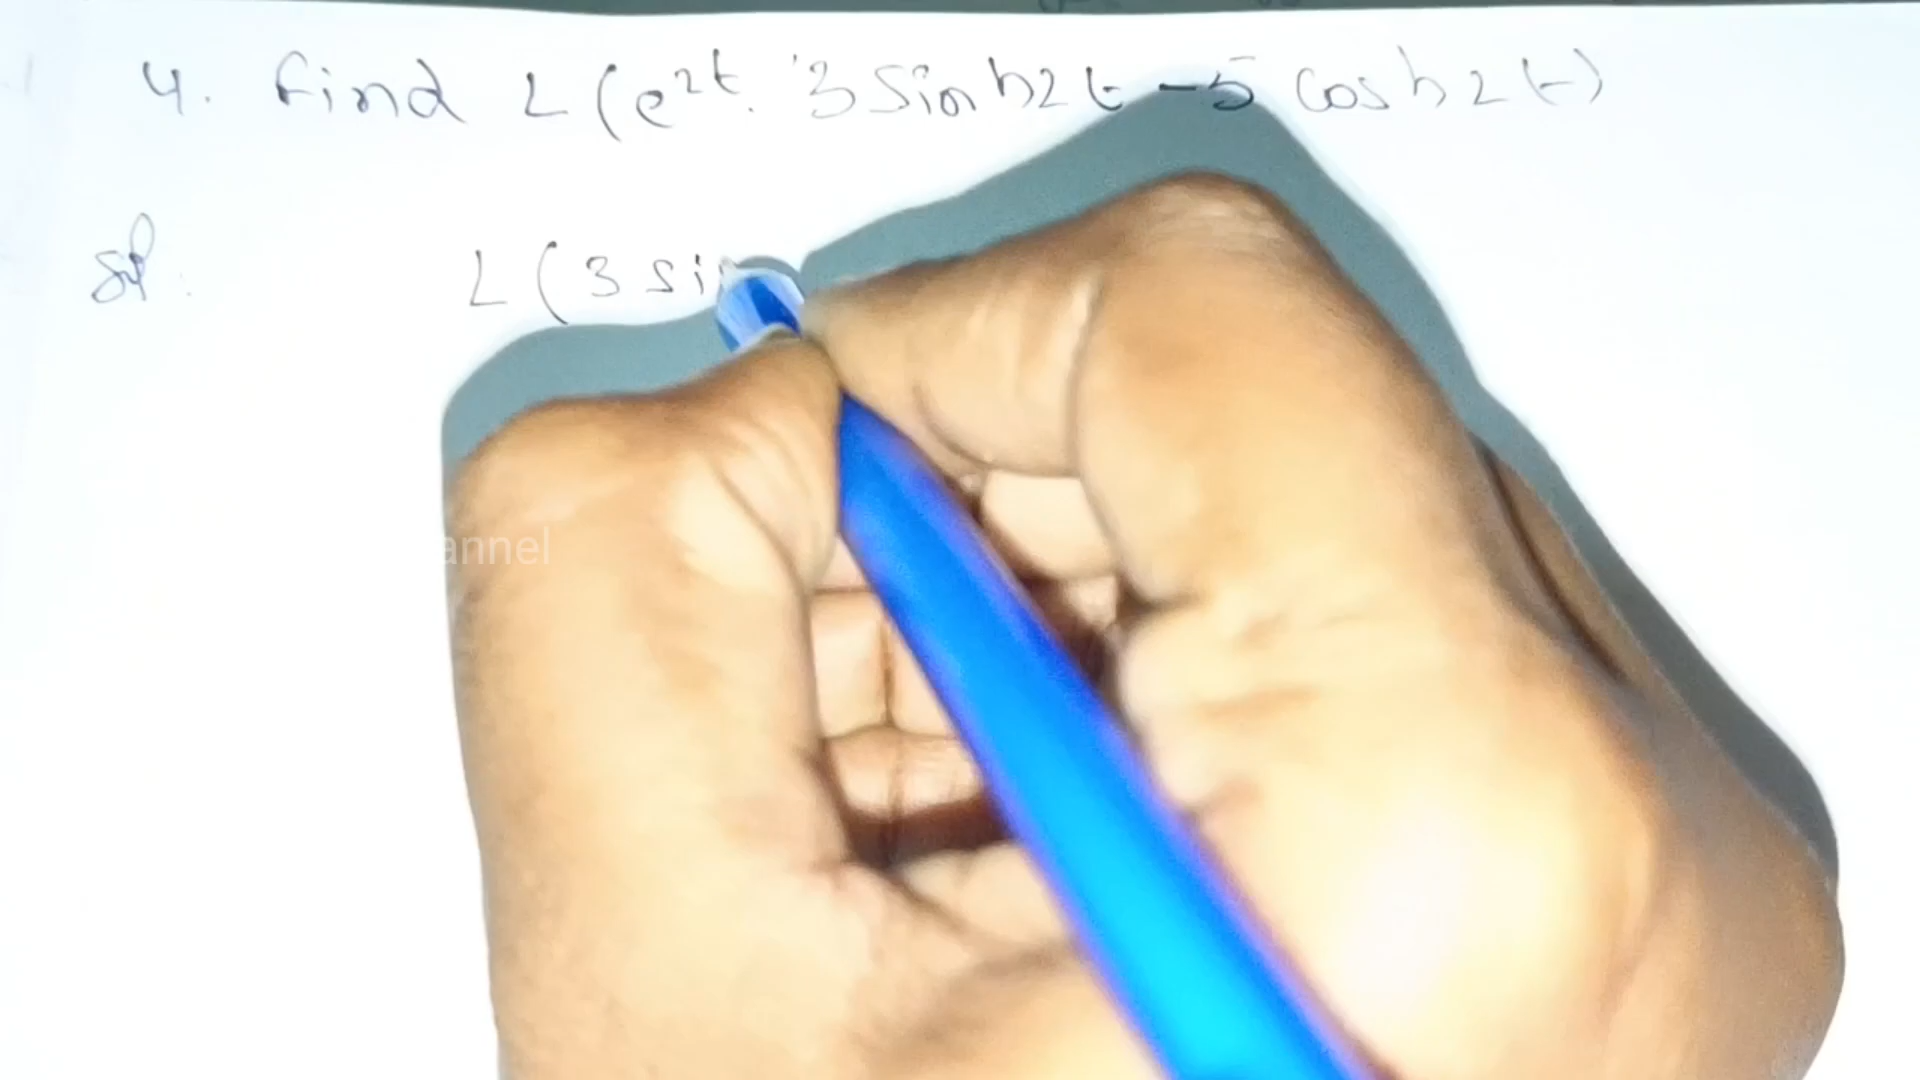 4. Find L(e^2t. 3 Sinh2t - 5 Cosh2t)
Sol. L(3 si
annel